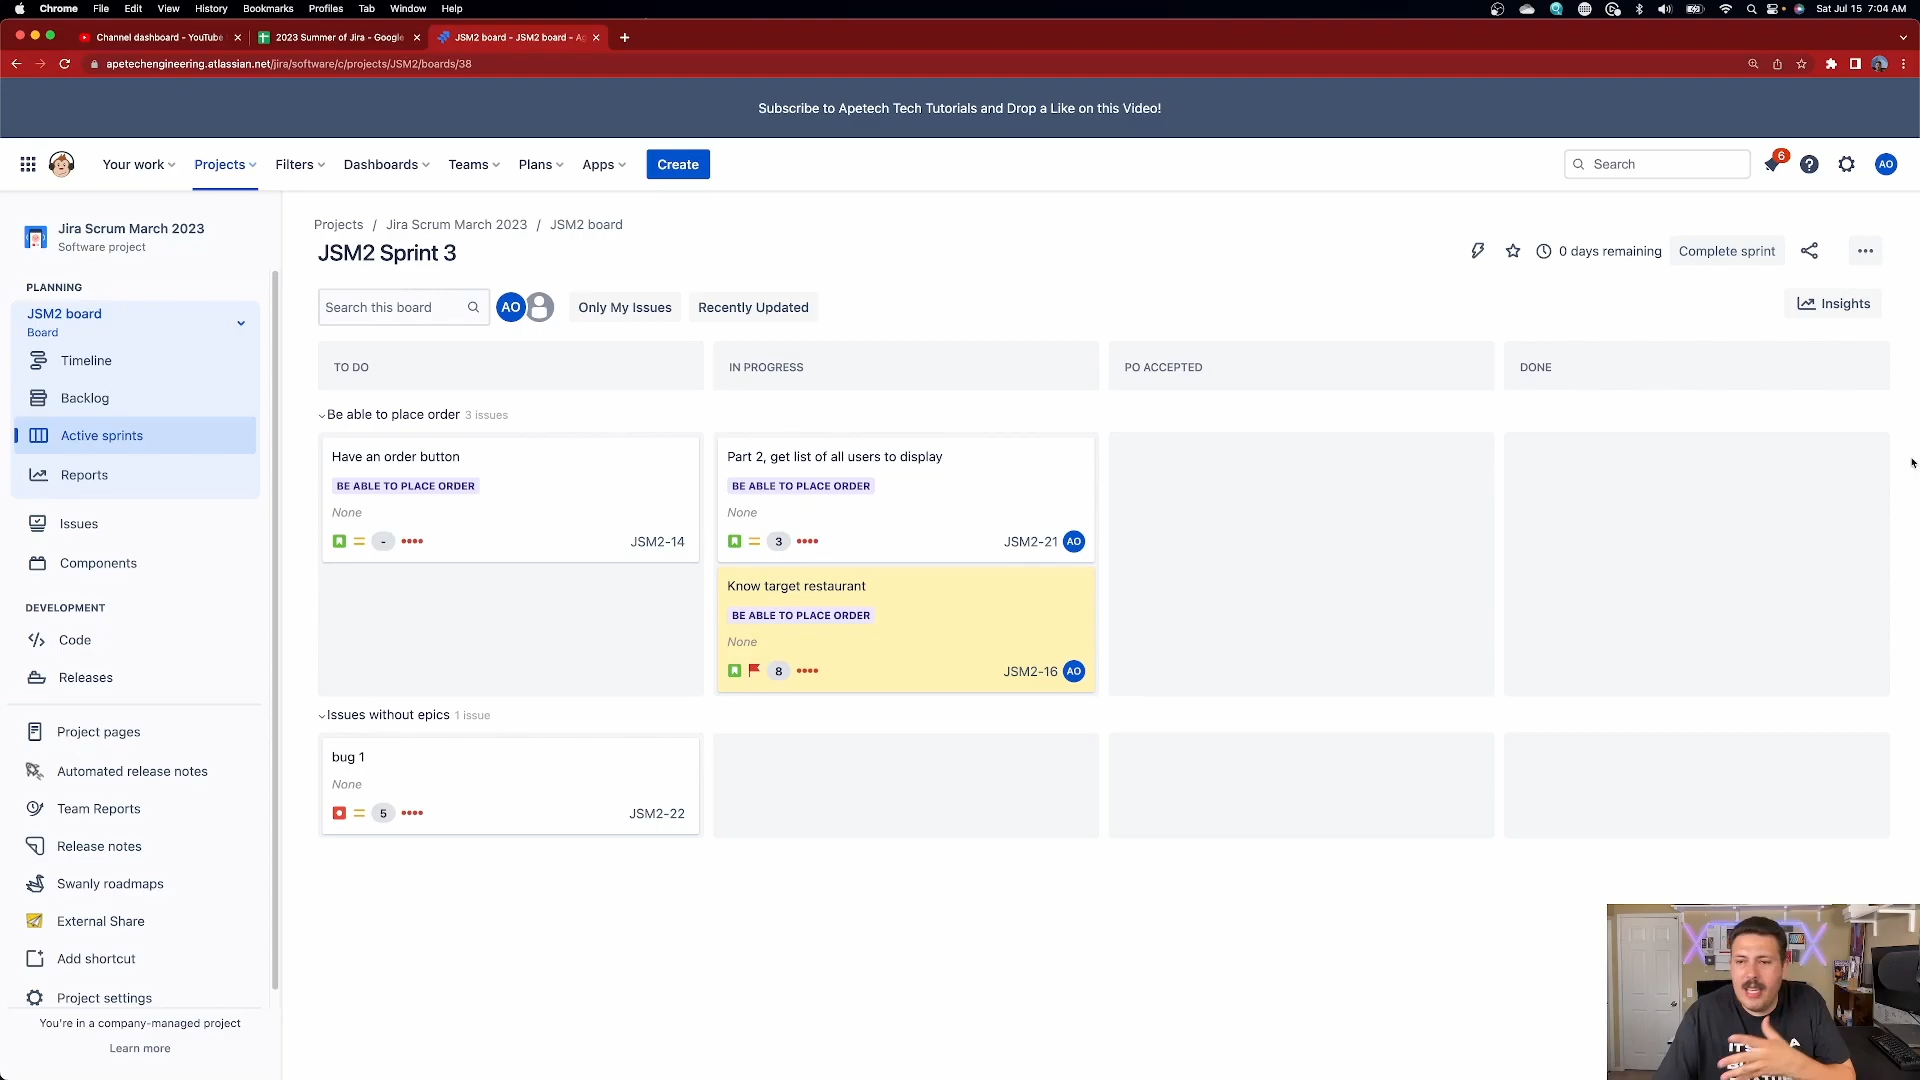 Chrome File Edit View History Bookmarks Profiles Tab Window Help Sat Jul 15 7:04 AM
Channel dashboard - YouTube 2023 Summer of Jira - Google JSM2 board - JSM2 board - Ag
apetechengineering.atlassian.net/jira/software/c/projects/JSM2/boards/38
Subscribe to Apetech Tech Tutorials and Drop a Like on this Video!
Your work Projects Filters Dashboards Teams Plans Apps Create Search 6 AO
Jira Scrum March 2023
Software project
PLANNING
JSM2 board
Board
Timeline
Backlog
Active sprints
Reports
Issues
Components
DEVELOPMENT
Code
Releases
Project pages
Automated release notes
Team Reports
Release notes
Swanly roadmaps
External Share
Add shortcut
Project settings
You're in a company-managed project
Learn more
Projects / Jira Scrum March 2023 / JSM2 board
JSM2 Sprint 3
0 days remaining Complete sprint
Search this board AO Only My Issues Recently Updated Insights
TO DO IN PROGRESS PO ACCEPTED DONE
Be able to place order 3 issues
Have an order button
BE ABLE TO PLACE ORDER
None
- JSM2-14
Part 2, get list of all users to display
BE ABLE TO PLACE ORDER
None
3 JSM2-21 AO
Know target restaurant
BE ABLE TO PLACE ORDER
None
8 JSM2-16 AO
Issues without epics 1 issue
bug 1
None
5 JSM2-22